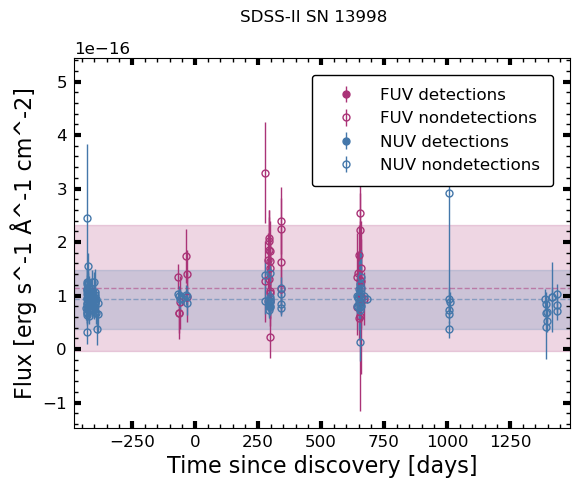 SDSS-II SN 13998
1e−16
FUV detections
FUV nondetections
NUV detections
NUV nondetections
5
4
3
2
1
0
−1
Flux [erg s^-1 Å^-1 cm^-2]
−250
0
250
500
750
1000
1250
Time since discovery [days]